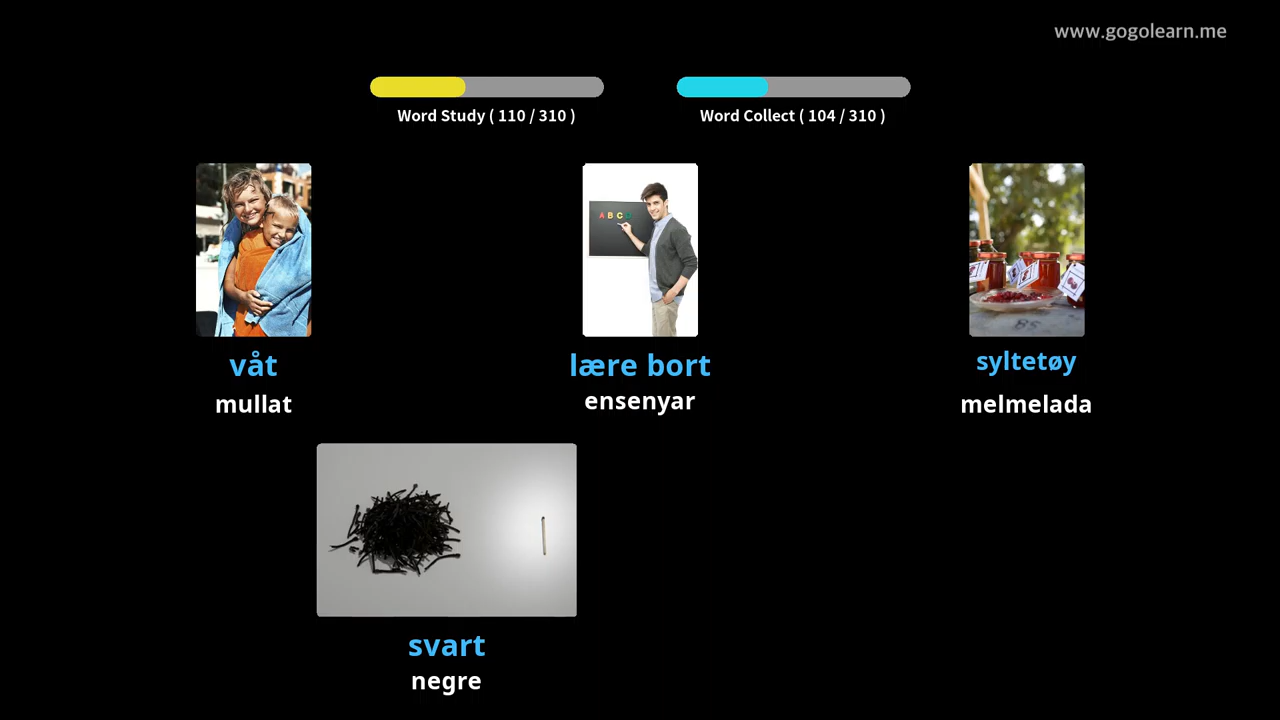 www.gogolearn.me
Word Study ( 110 / 310 )
Word Collect ( 104 / 310 )
A B C
våt
mullat
lære bort
ensenyar
syltetøy
melmelada
svart
negre